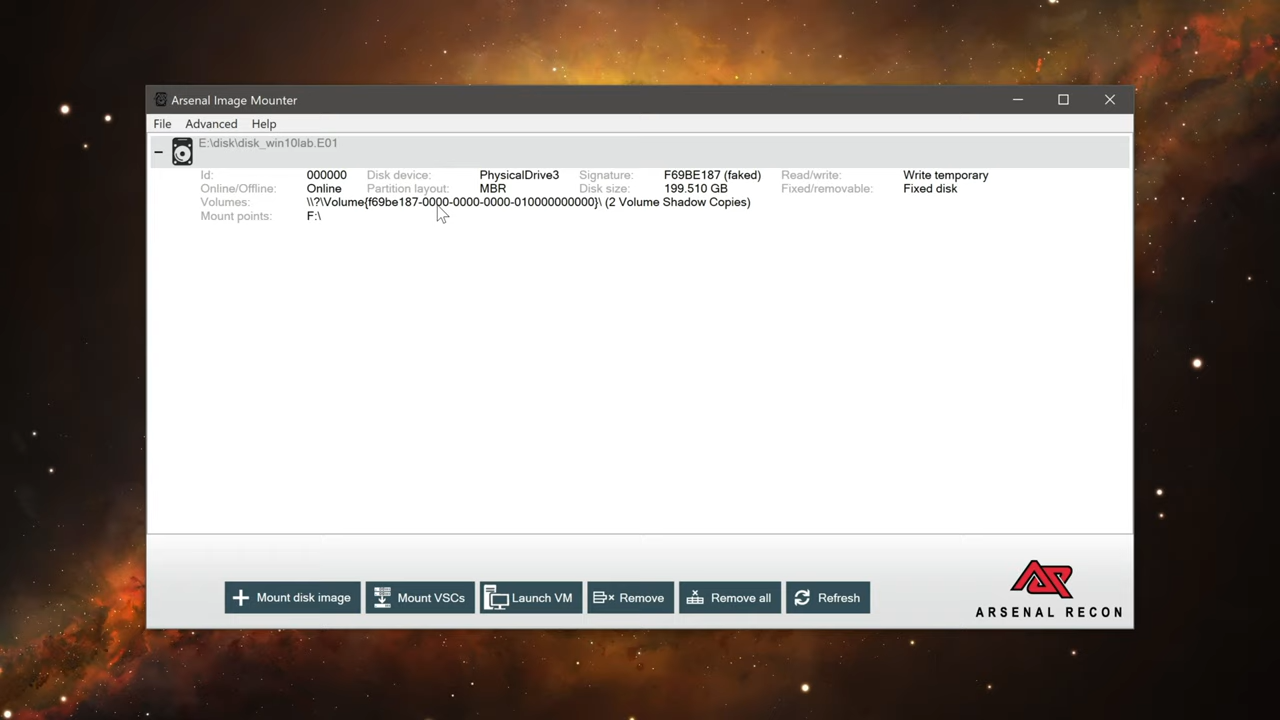 Arsenal Image Mounter
File Advanced Help
E:\disk\disk_win10lab.E01
Id: 000000 Disk device: PhysicalDrive3 Signature: F69BE187 (faked) Read/write: Write temporary
Online/Offline: Online Partition layout: MBR Disk size: 199.510 GB Fixed/removable: Fixed disk
Volumes: \\?\Volume{f69be187-0000-0000-0000-010000000000}\ (2 Volume Shadow Copies)
Mount points: F:\
Mount disk image Mount VSCs Launch VM Remove Remove all Refresh
ARSENAL RECON